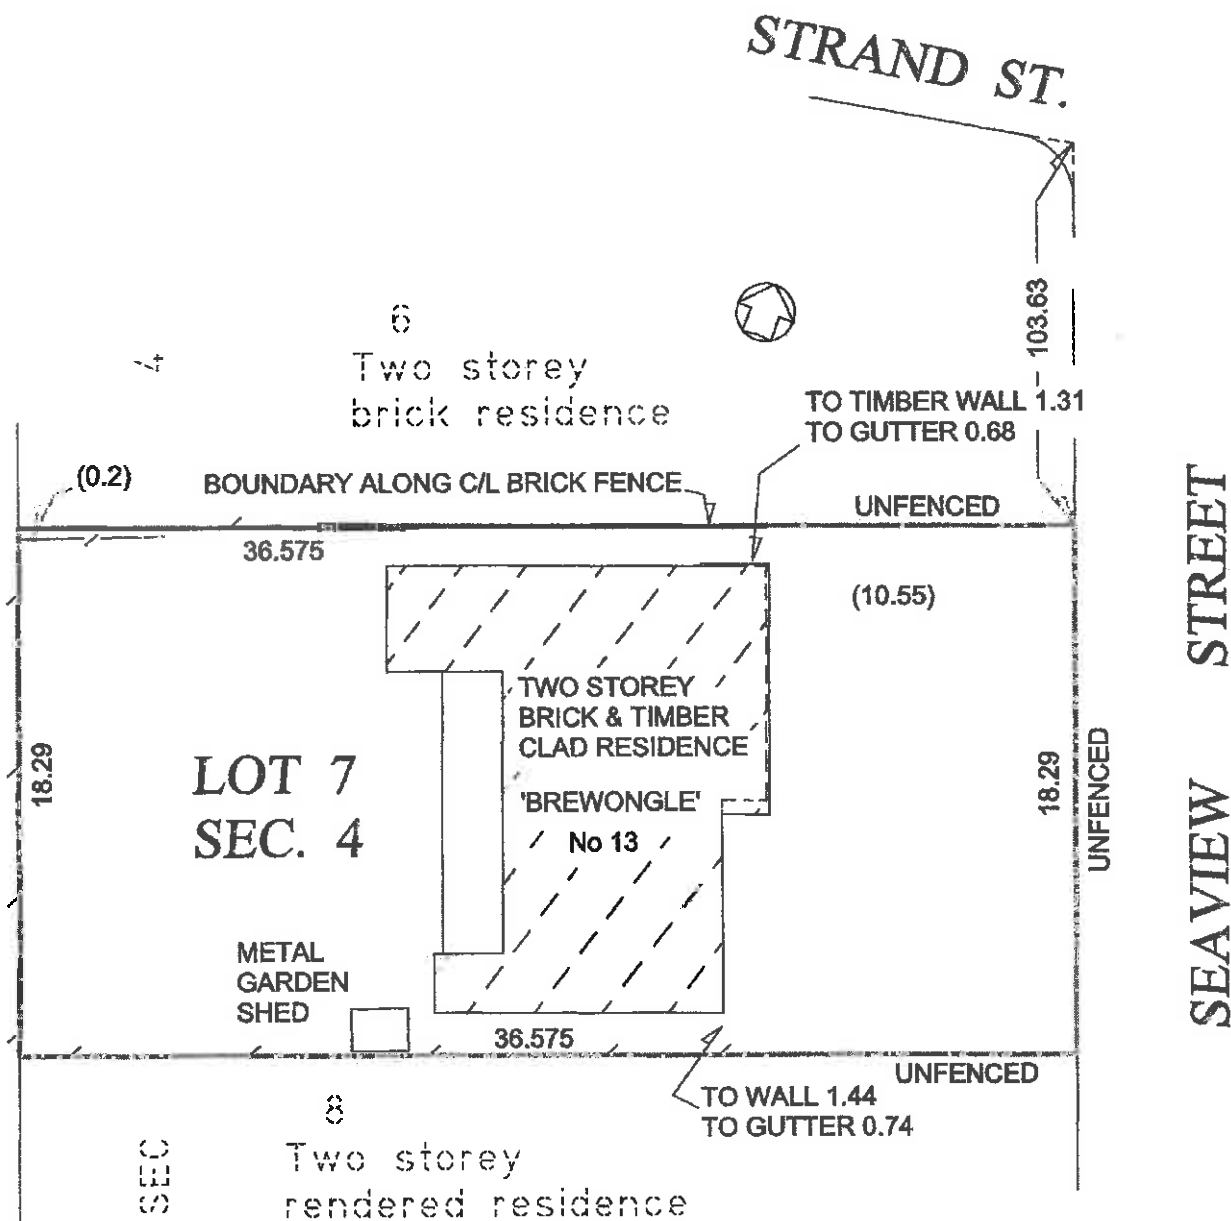 STRAND ST.
103.63
6
Two storey
brick residence
4
TO TIMBER WALL 1.31
TO GUTTER 0.68
(0.2)
BOUNDARY ALONG C/L BRICK FENCE
UNFENCED
36.575
(10.55)
STREET
TWO STOREY
BRICK & TIMBER
CLAD RESIDENCE
'BREWONGLE'
No 13
LOT 7
SEC. 4
18.29
18.29
UNFENCED
SEAVIEW
METAL
GARDEN
SHED
36.575
UNFENCED
TO WALL 1.44
TO GUTTER 0.74
8
Two storey
rendered residence
SEC